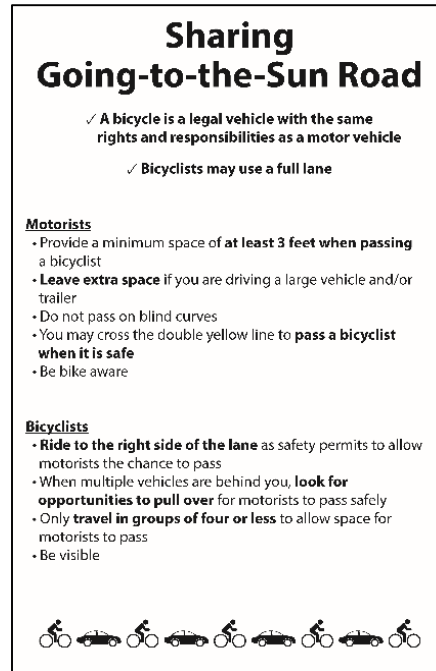 Sharing
Going-to-the-Sun Road
✓ A bicycle is a legal vehicle with the same
rights and responsibilities as a motor vehicle
✓ Bicyclists may use a full lane
Motorists
• Provide a minimum space of at least 3 feet when passing
a bicyclist
• Leave extra space if you are driving a large vehicle and/or
trailer
• Do not pass on blind curves
• You may cross the double yellow line to pass a bicyclist
when it is safe
• Be bike aware
Bicyclists
• Ride to the right side of the lane as safety permits to allow
motorists the chance to pass
• When multiple vehicles are behind you, look for
opportunities to pull over for motorists to pass safely
• Only travel in groups of four or less to allow space for
motorists to pass
• Be visible